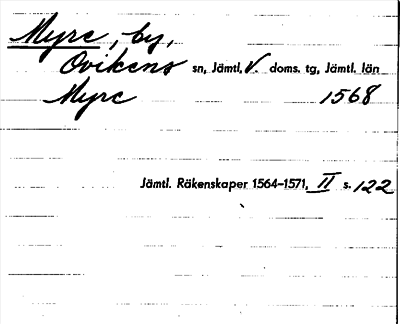 Myre, by,
Ovikens sn, Jämtl. V. doms. tg, Jämtl. län
Myre 1568
Jämtl. Räkenskaper 1564–1571, II s. 122